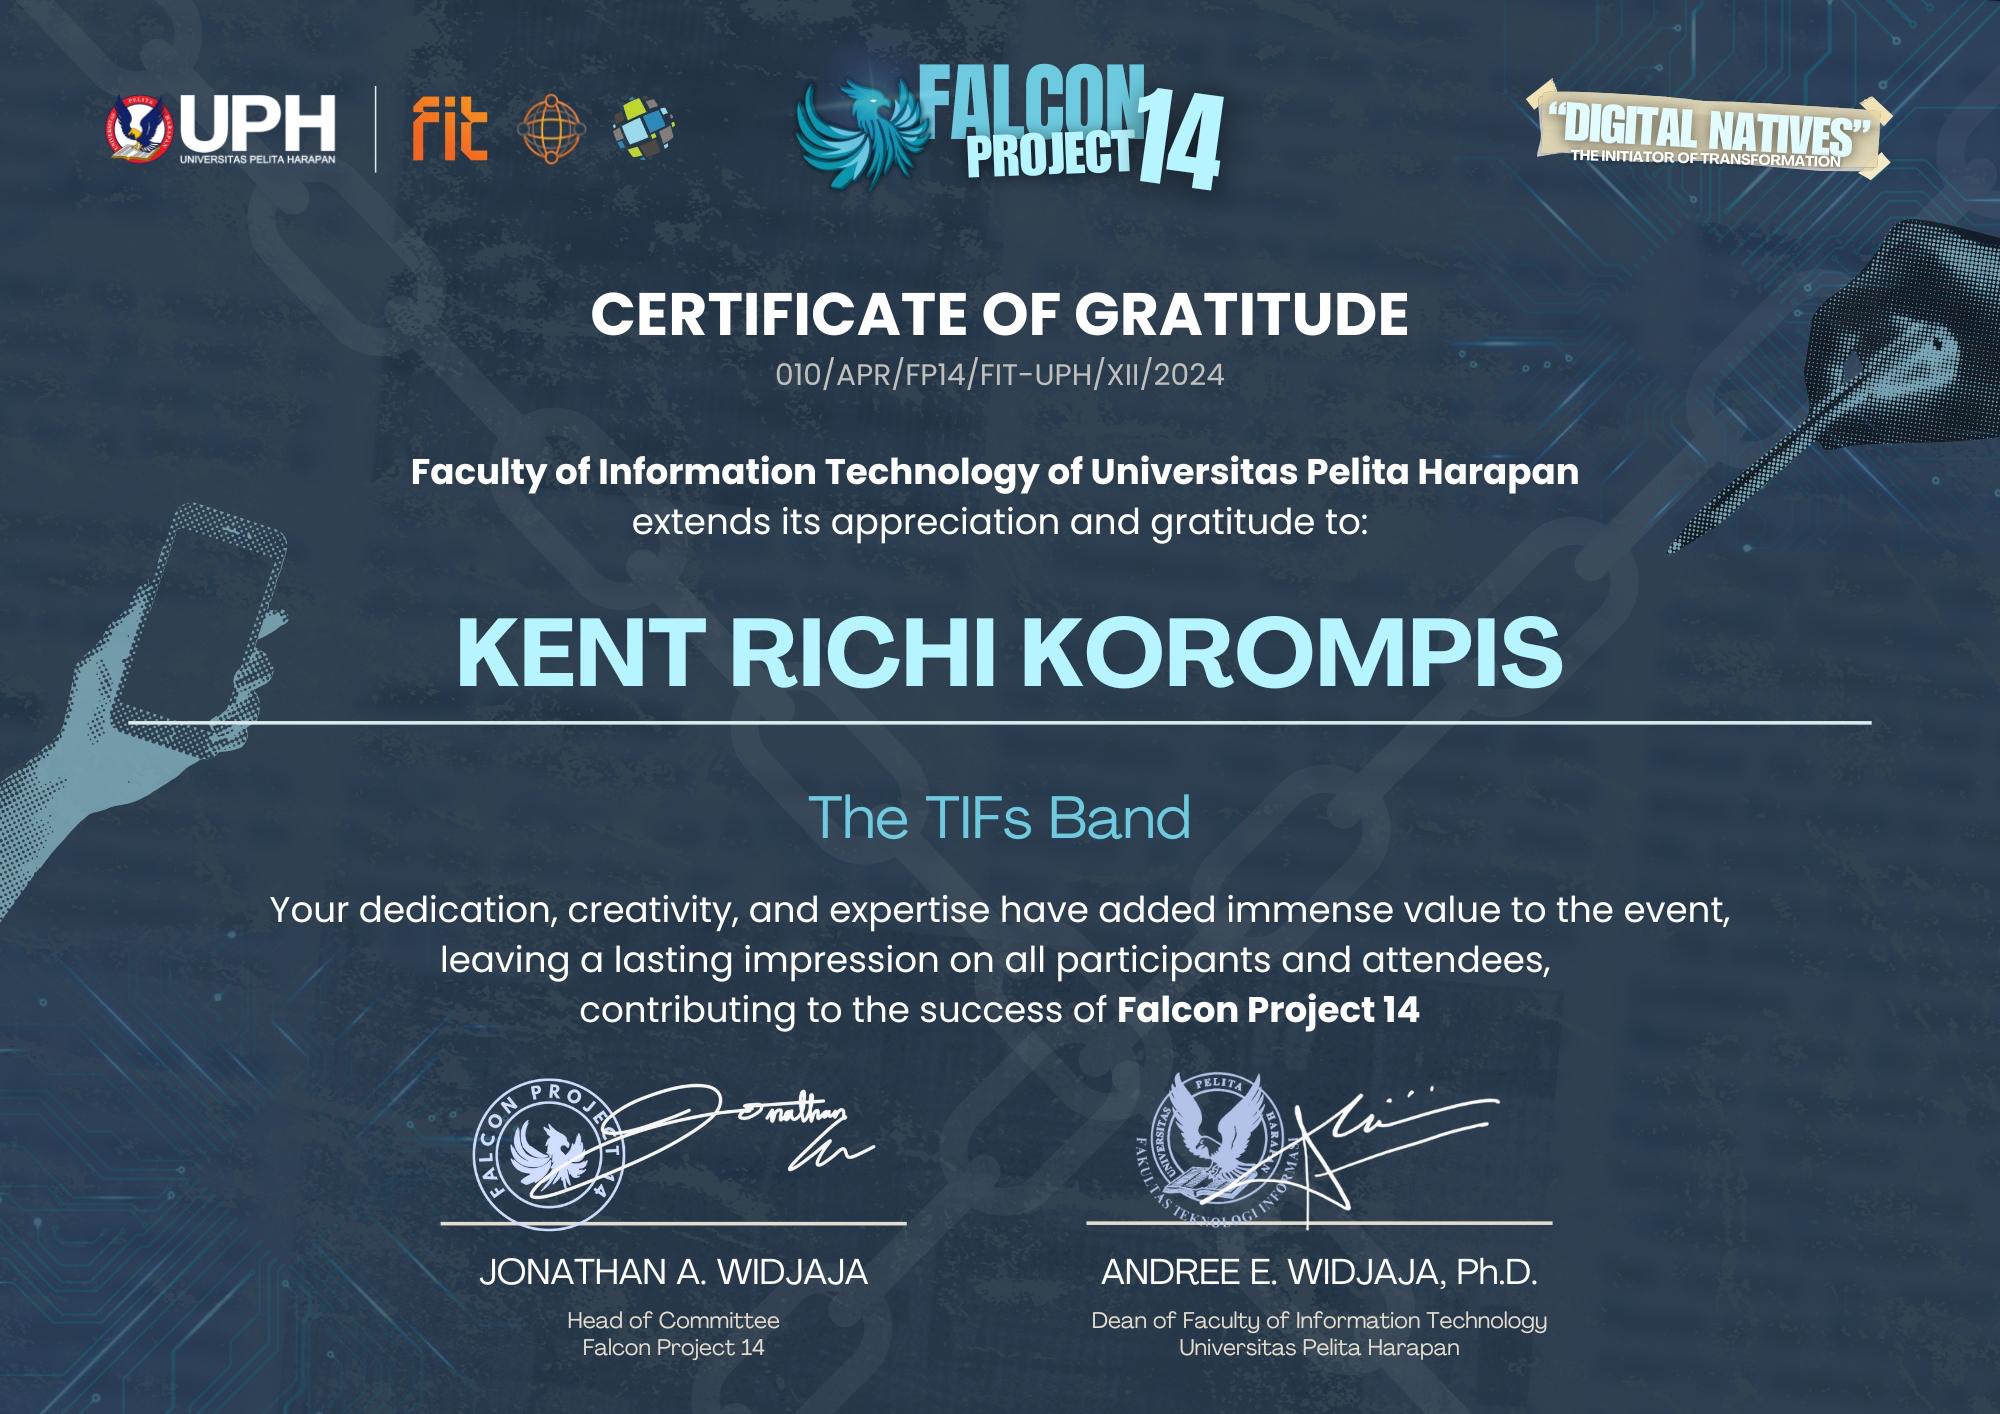 UPH
UNIVERSITAS PELITA HARAPAN
fit
FALCON
PROJECT 14
“DIGITAL NATIVES”
THE INITIATOR OF TRANSFORMATION
CERTIFICATE OF GRATITUDE
010/APR/FP14/FIT-UPH/XII/2024
Faculty of Information Technology of Universitas Pelita Harapan
extends its appreciation and gratitude to:
KENT RICHI KOROMPIS
The TIFs Band
Your dedication, creativity, and expertise have added immense value to the event,
leaving a lasting impression on all participants and attendees,
contributing to the success of Falcon Project 14
FALCON PROJECT 14
Jonathan
UNIVERSITAS PELITA HARAPAN
FAKULTAS TEKNOLOGI INFORMASI
JONATHAN A. WIDJAJA
Head of Committee
Falcon Project 14
ANDREE E. WIDJAJA, Ph.D.
Dean of Faculty of Information Technology
Universitas Pelita Harapan